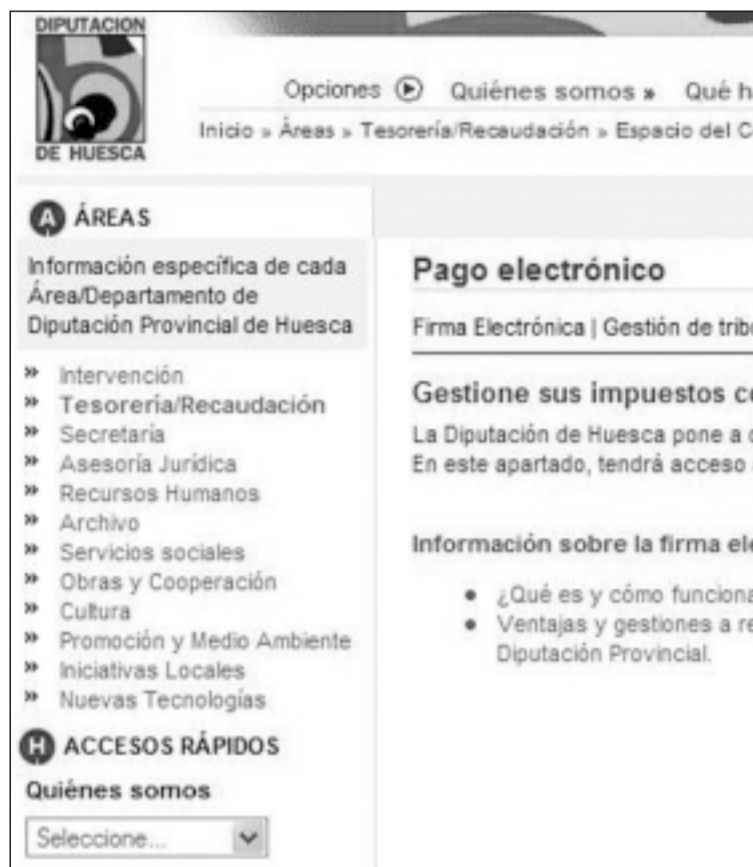 DIPUTACION
DE HUESCA
Opciones Quiénes somos » Qué
Inicio » Áreas » Tesorería/Recaudación » Espacio del
A ÁREAS
Información específica de cada
Área/Departamento de
Diputación Provincial de Huesca
» Intervención
» Tesorería/Recaudación
» Secretaría
» Asesoría Jurídica
» Recursos Humanos
» Archivo
» Servicios sociales
» Obras y Cooperación
» Cultura
» Promoción y Medio Ambiente
» Iniciativas Locales
» Nuevas Tecnologías
H ACCESOS RÁPIDOS
Quiénes somos
Seleccione...
Pago electrónico
Firma Electrónica | Gestión de
Gestione sus impuestos
La Diputación de Huesca pone a
En este apartado, tendrá acceso
Información sobre la firma
• ¿Qué es y cómo funciona
• Ventajas y gestiones a
Diputación Provincial.